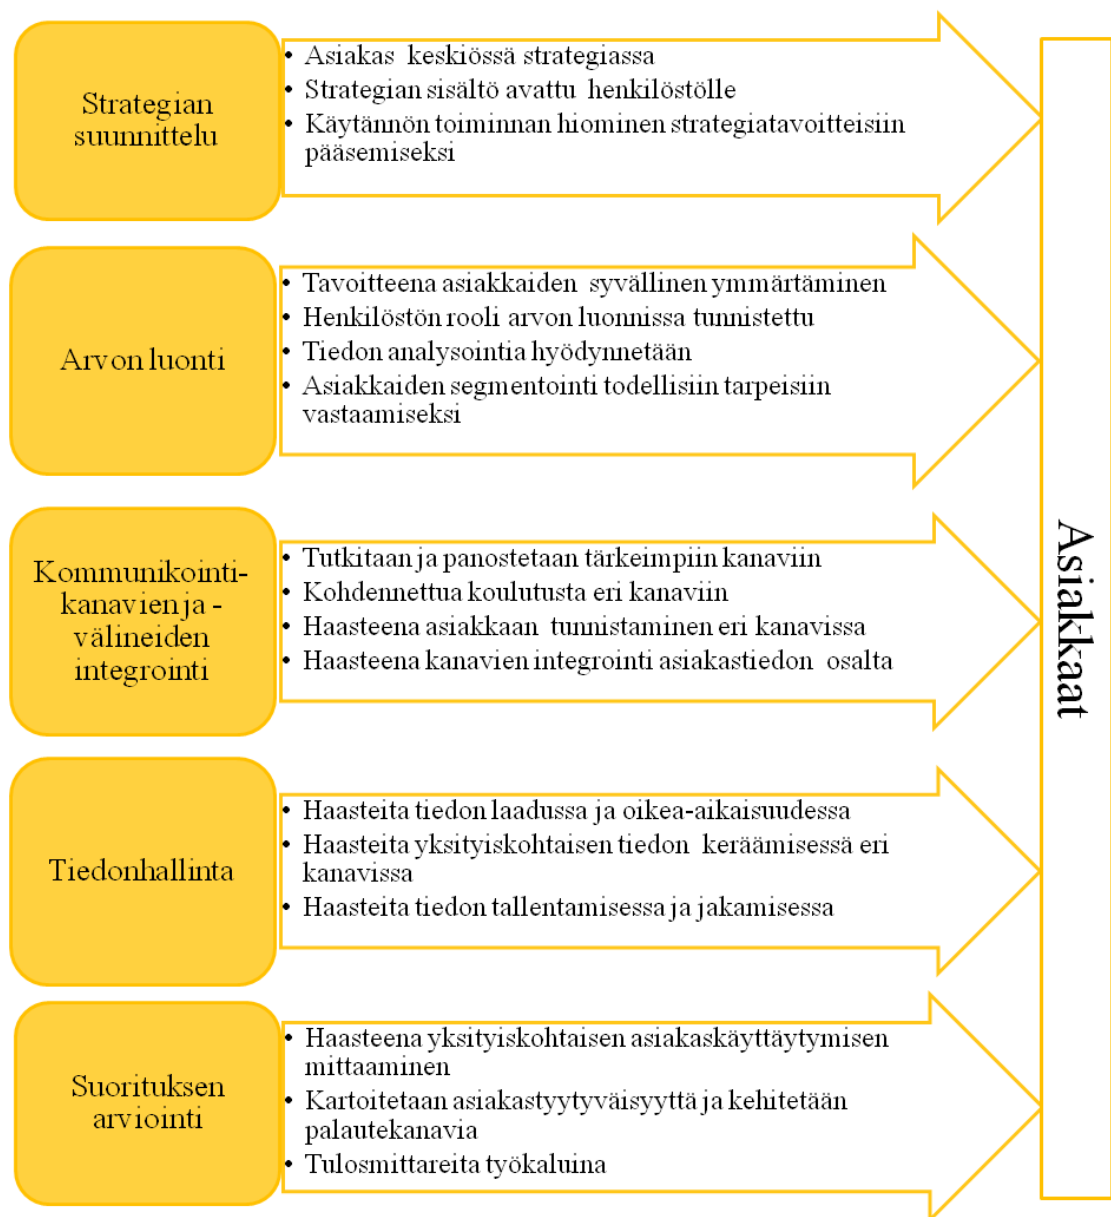 Strategian
suunnittelu
• Asiakas keskiössä strategiassa
• Strategian sisältö avattu henkilöstölle
• Käytännön toiminnan hiominen strategiatavoitteisiin
pääsemiseksi
Arvon luonti
• Tavoitteena asiakkaiden syvällinen ymmärtäminen
• Henkilöstön rooli arvon luonnissa tunnistettu
• Tiedon analysointia hyödynnetään
• Asiakkaiden segmentointi todellisiin tarpeisiin
vastaamiseksi
Kommunikointi-
kanavien ja -
välineiden
integrointi
• Tutkitaan ja panostetaan tärkeimpiin kanaviin
• Kohdennettua koulutusta eri kanaviin
• Haasteena asiakkaan tunnistaminen eri kanavissa
• Haasteena kanavien integrointi asiakastiedon osalta
Tiedonhallinta
• Haasteita tiedon laadussa ja oikea-aikaisuudessa
• Haasteita yksityiskohtaisen tiedon keräämisessä eri
kanavissa
• Haasteita tiedon tallentamisessa ja jakamisessa
Suorituksen
arviointi
• Haasteena yksityiskohtaisen asiakaskäyttäytymisen
mittaaminen
• Kartoitetaan asiakastyytyväisyyttä ja kehitetään
palautekanavia
• Tulosmittareita työkaluina
Asiakkaat